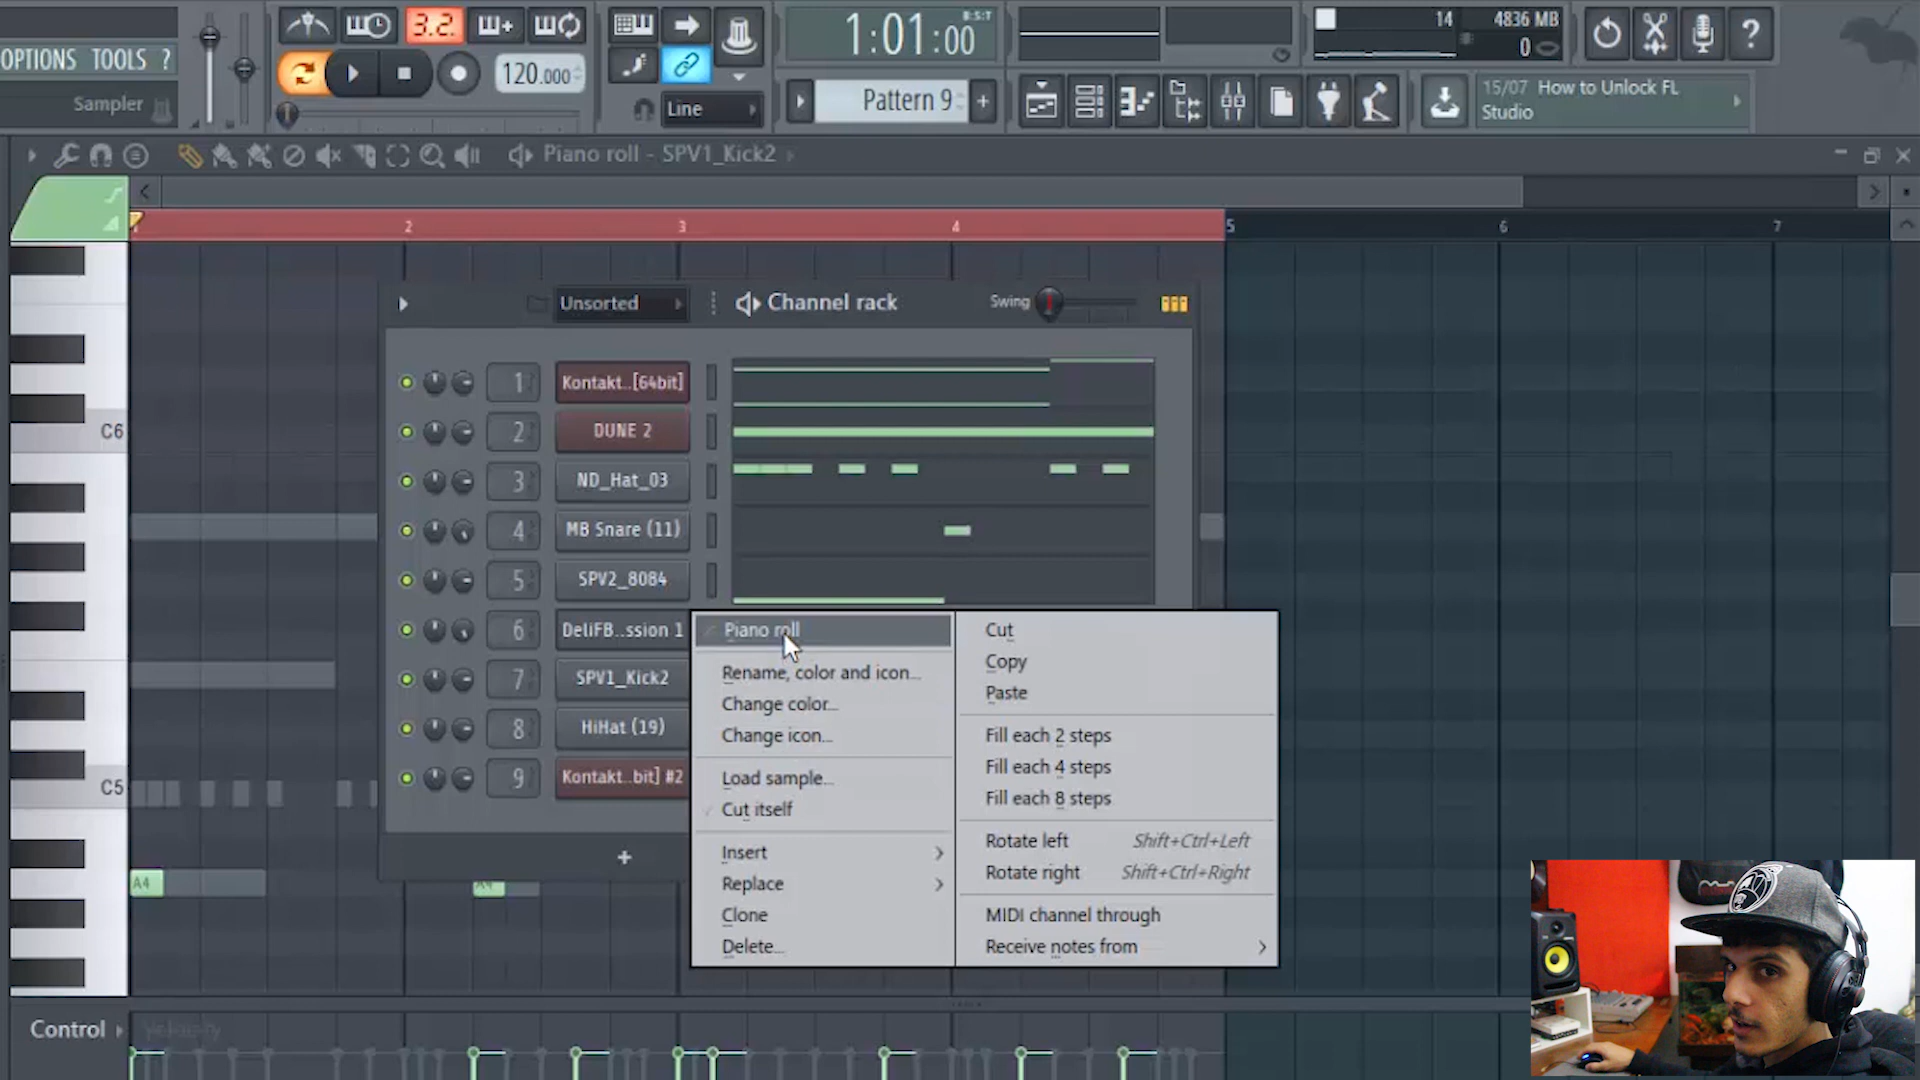 OPTIONS TOOLS ?
3.2.
1:01:00
B:S:T
14
4836 MB
0
120.000
Sampler
Line
Pattern 9
+
15/07 How to Unlock FL
Studio
?
Piano roll - SPV1_Kick2
2
3
4
5
6
7
Unsorted
Channel rack
Swing
C6
1
Kontakt..[64bit]
2
DUNE 2
3
ND_Hat_03
4
MB Snare (11)
5
SPV2_8084
6
DeliFB..ssion 1
7
SPV1_Kick2
8
HiHat (19)
9
Kontakt..bit] #2
+
C5
A4
A4
Piano roll
Rename, color and icon...
Change color...
Change icon...
Load sample...
Cut itself
Insert
Replace
Clone
Delete...
Cut
Copy
Paste
Fill each 2 steps
Fill each 4 steps
Fill each 8 steps
Rotate left Shift+Ctrl+Left
Rotate right Shift+Ctrl+Right
MIDI channel through
Receive notes from
Control
Velocity